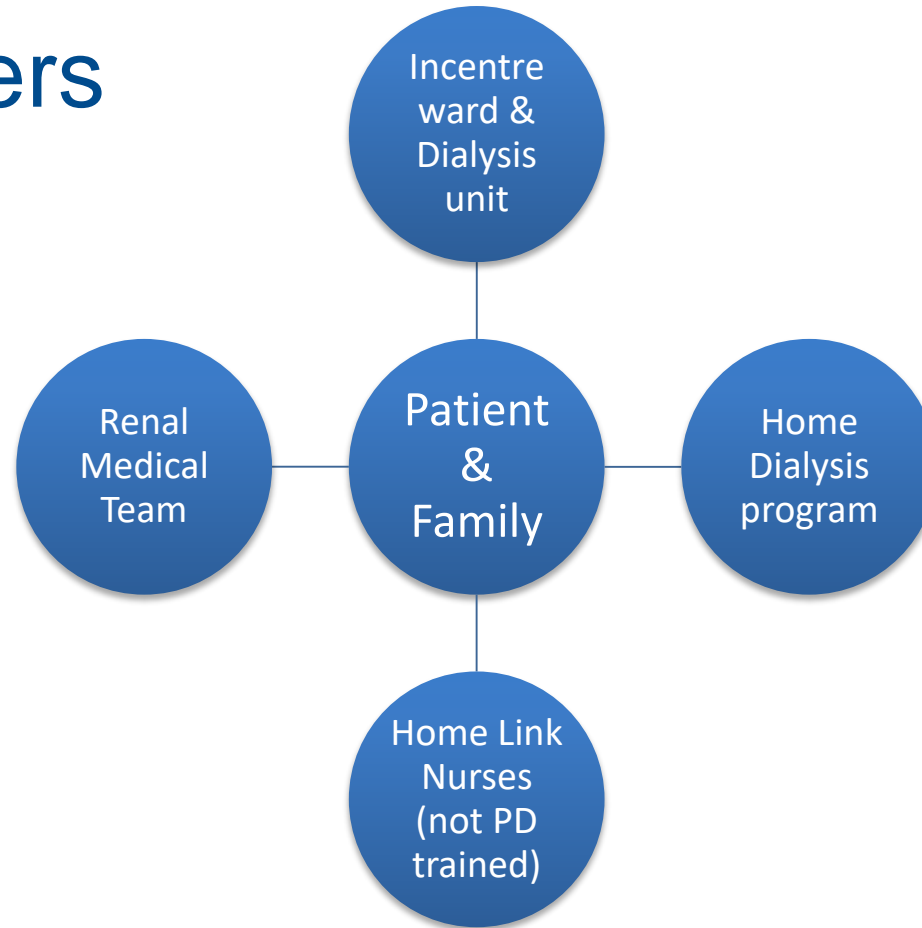 ers
Incentre
ward &
Dialysis
unit
Renal
Medical
Team
Patient
&
Family
Home
Dialysis
program
Home Link
Nurses
(not PD
trained)